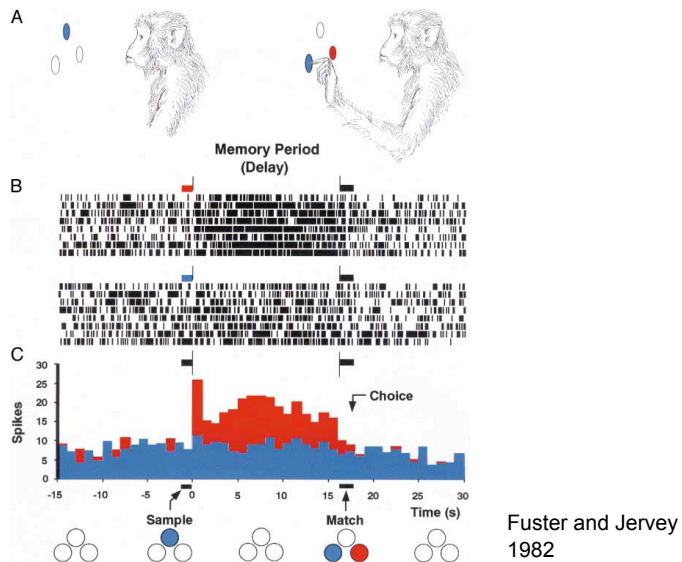 A
Memory Period
(Delay)
B
C
30
25
20
15
10
5
0
Spikes
Choice
-15 -10 -5 0 5 10 15 20 25 30
Sample Match Time (s)
Fuster and Jervey
1982